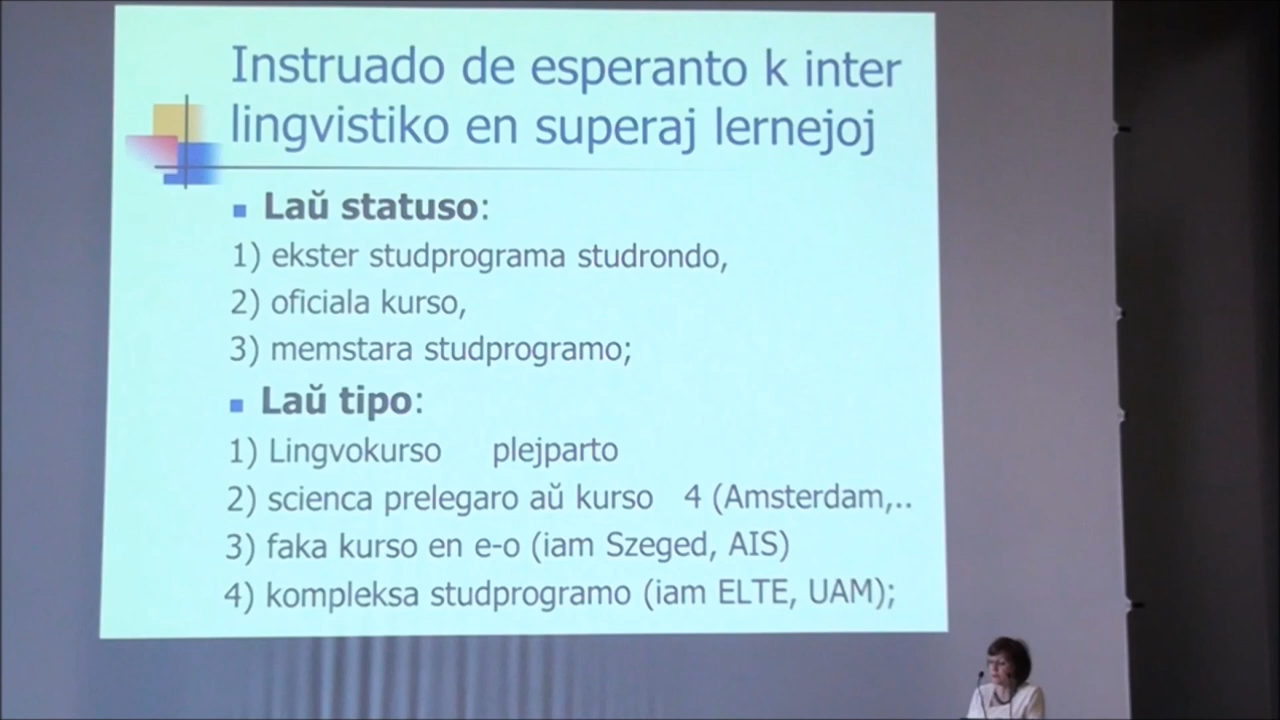 Instruado de esperanto k inter
lingvistiko en superaj lernejoj
Laŭ statuso:
1) ekster studprograma studrondo,
2) oficiala kurso,
3) memstara studprogramo;
Laŭ tipo:
1) Lingvokurso plejparto
2) scienca prelegaro aŭ kurso 4 (Amsterdam,..
3) faka kurso en e-o (iam Szeged, AIS)
4) kompleksa studprogramo (iam ELTE, UAM);